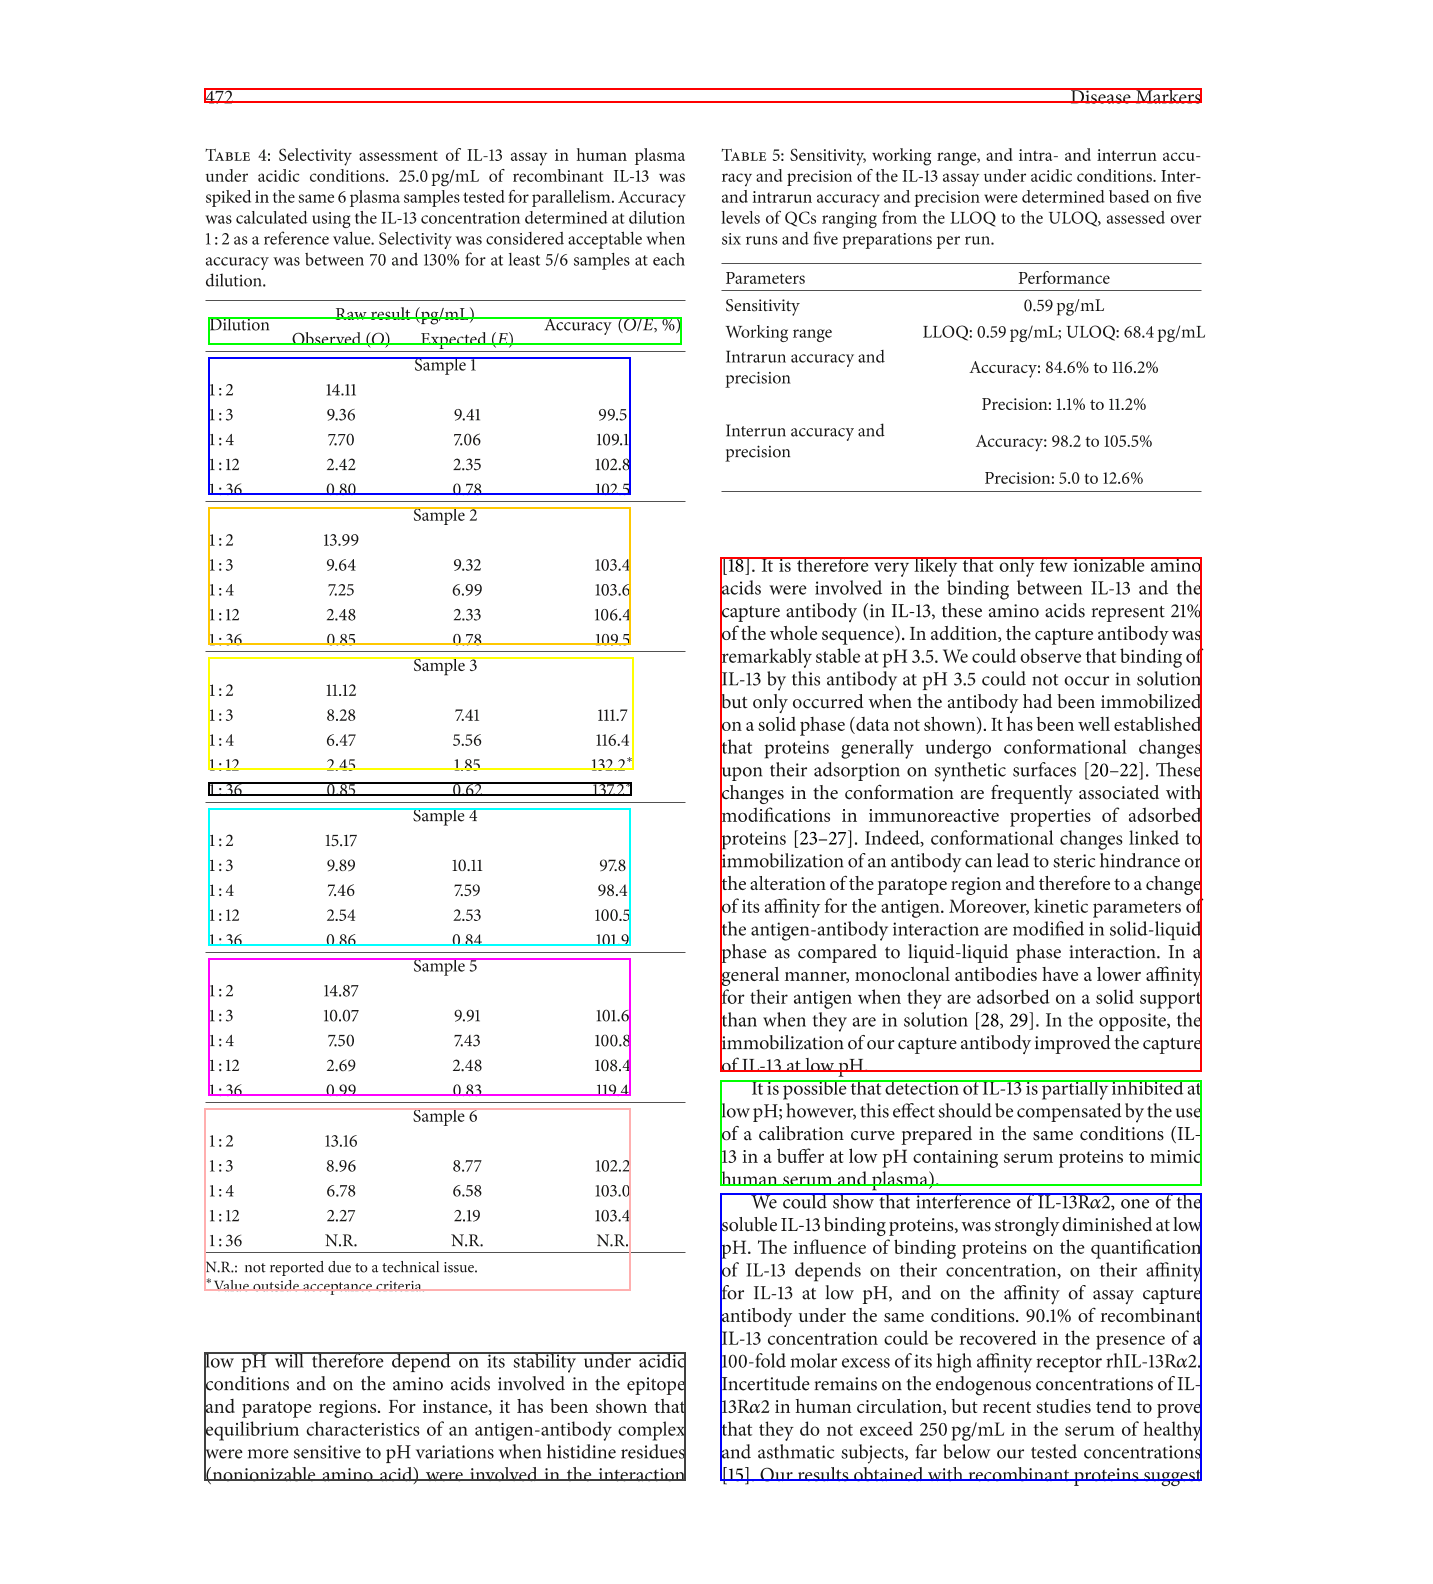 472 Disease Markers
TABLE 4: Selectivity assessment of IL-13 assay in human plasma
under acidic conditions. 25.0 pg/mL of recombinant IL-13 was
spiked in the same 6 plasma samples tested for parallelism. Accuracy
was calculated using the IL-13 concentration determined at dilution
1 : 2 as a reference value. Selectivity was considered acceptable when
accuracy was between 70 and 130% for at least 5/6 samples at each
dilution.
Dilution Raw result (pg/mL) Accuracy (O/E, %)
Observed (O) Expected (E)
Sample 1
1 : 2 14.11
1 : 3 9.36 9.41 99.5
1 : 4 7.70 7.06 109.1
1 : 12 2.42 2.35 102.8
1 : 36 0.80 0.78 102.5
Sample 2
1 : 2 13.99
1 : 3 9.64 9.32 103.4
1 : 4 7.25 6.99 103.6
1 : 12 2.48 2.33 106.4
1 : 36 0.85 0.78 109.5
Sample 3
1 : 2 11.12
1 : 3 8.28 7.41 111.7
1 : 4 6.47 5.56 116.4
1 : 12 2.45 1.85 132.2*
1 : 36 0.85 0.62 137.2*
Sample 4
1 : 2 15.17
1 : 3 9.89 10.11 97.8
1 : 4 7.46 7.59 98.4
1 : 12 2.54 2.53 100.5
1 : 36 0.86 0.84 101.9
Sample 5
1 : 2 14.87
1 : 3 10.07 9.91 101.6
1 : 4 7.50 7.43 100.8
1 : 12 2.69 2.48 108.4
1 : 36 0.99 0.83 119.4
Sample 6
1 : 2 13.16
1 : 3 8.96 8.77 102.2
1 : 4 6.78 6.58 103.0
1 : 12 2.27 2.19 103.4
1 : 36 N.R. N.R. N.R.
N.R.: not reported due to a technical issue.
*Value outside acceptance criteria.
low pH will therefore depend on its stability under acidic
conditions and on the amino acids involved in the epitope
and paratope regions. For instance, it has been shown that
equilibrium characteristics of an antigen-antibody complex
were more sensitive to pH variations when histidine residues
(nonionizable amino acid) were involved in the interaction
TABLE 5: Sensitivity, working range, and intra- and interrun accu-
racy and precision of the IL-13 assay under acidic conditions. Inter-
and intrarun accuracy and precision were determined based on five
levels of QCs ranging from the LLOQ to the ULOQ, assessed over
six runs and five preparations per run.
Parameters Performance
Sensitivity 0.59 pg/mL
Working range LLOQ: 0.59 pg/mL; ULOQ: 68.4 pg/mL
Intrarun accuracy and
precision Accuracy: 84.6% to 116.2%
Precision: 1.1% to 11.2%
Interrun accuracy and
precision Accuracy: 98.2 to 105.5%
Precision: 5.0 to 12.6%
[18]. It is therefore very likely that only few ionizable amino
acids were involved in the binding between IL-13 and the
capture antibody (in IL-13, these amino acids represent 21%
of the whole sequence). In addition, the capture antibody was
remarkably stable at pH 3.5. We could observe that binding of
IL-13 by this antibody at pH 3.5 could not occur in solution
but only occurred when the antibody had been immobilized
on a solid phase (data not shown). It has been well established
that proteins generally undergo conformational changes
upon their adsorption on synthetic surfaces [20–22]. These
changes in the conformation are frequently associated with
modifications in immunoreactive properties of adsorbed
proteins [23–27]. Indeed, conformational changes linked to
immobilization of an antibody can lead to steric hindrance or
the alteration of the paratope region and therefore to a change
of its affinity for the antigen. Moreover, kinetic parameters of
the antigen-antibody interaction are modified in solid-liquid
phase as compared to liquid-liquid phase interaction. In a
general manner, monoclonal antibodies have a lower affinity
for their antigen when they are adsorbed on a solid support
than when they are in solution [28, 29]. In the opposite, the
immobilization of our capture antibody improved the capture
of IL-13 at low pH.
It is possible that detection of IL-13 is partially inhibited at
low pH; however, this effect should be compensated by the use
of a calibration curve prepared in the same conditions (IL-
13 in a buffer at low pH containing serum proteins to mimic
human serum and plasma).
We could show that interference of IL-13Rα2, one of the
soluble IL-13 binding proteins, was strongly diminished at low
pH. The influence of binding proteins on the quantification
of IL-13 depends on their concentration, on their affinity
for IL-13 at low pH, and on the affinity of assay capture
antibody under the same conditions. 90.1% of recombinant
IL-13 concentration could be recovered in the presence of a
100-fold molar excess of its high affinity receptor rhIL-13Rα2.
Incertitude remains on the endogenous concentrations of IL-
13Rα2 in human circulation, but recent studies tend to prove
that they do not exceed 250 pg/mL in the serum of healthy
and asthmatic subjects, far below our tested concentrations
[15]. Our results obtained with recombinant proteins suggest